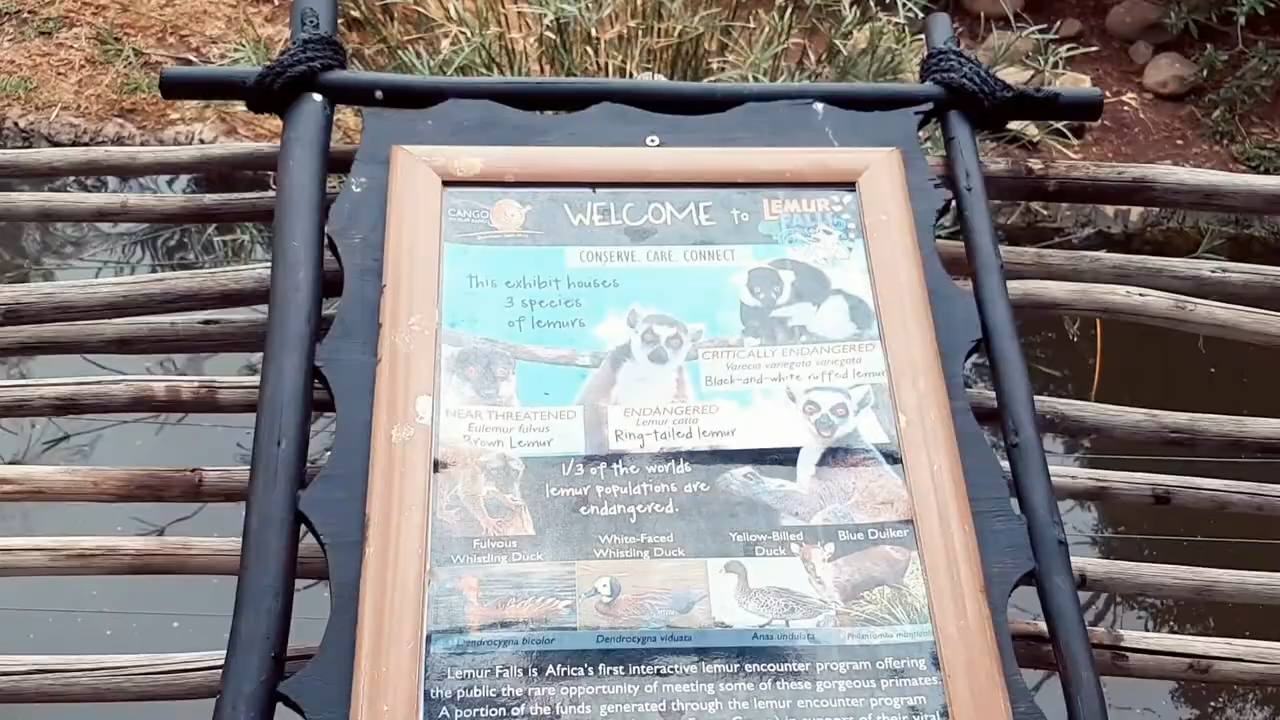 CANGO
WELCOME to LEMUR FALLS
CONSERVE. CARE. CONNECT
This exhibit houses
3 species
of lemurs
CRITICALLY ENDANGERED
Varecia variegata variegata
Black-and-white ruffed lemur
NEAR THREATENED
Eulemur fulvus
Brown Lemur
ENDANGERED
Lemur catta
Ring-tailed lemur
1/3 of the worlds
lemur populations are
endangered.
Fulvous
Whistling Duck
White-Faced
Whistling Duck
Yellow-Billed
Duck
Blue Duiker
Dendrocygna bicolor
Dendrocygna viduata
Anas undulata
Philantomba monticola
Lemur Falls is Africa's first interactive lemur encounter program offering
the public the rare opportunity of meeting some of these gorgeous primates.
A portion of the funds generated through the lemur encounter program
in support of their vital